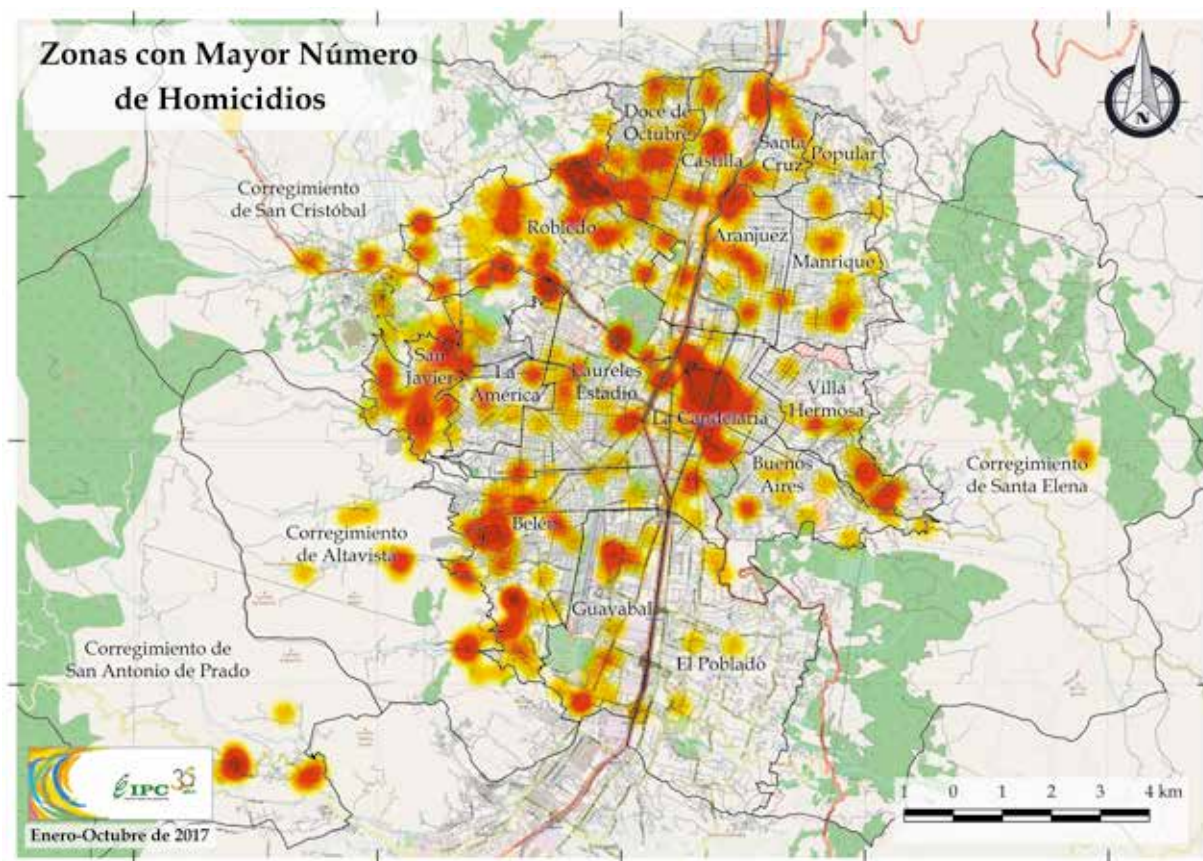 Zonas con Mayor Número
de Homicidios
N
Doce de
Octubre
Castilla
Santa
Cruz
Popular
Corregimiento
de San Cristóbal
Robledo
Aranjuez
Manrique
San
Javier
La
América
Laureles
Estadio
Villa
Hermosa
La Candelaria
Buenos
Aires
Corregimiento
de Santa Elena
Belén
Corregimiento
de Altavista
Guayabal
Corregimiento de
San Antonio de Prado
El Poblado
IPC
Enero-Octubre de 2017
1 0 1 2 3 4 km